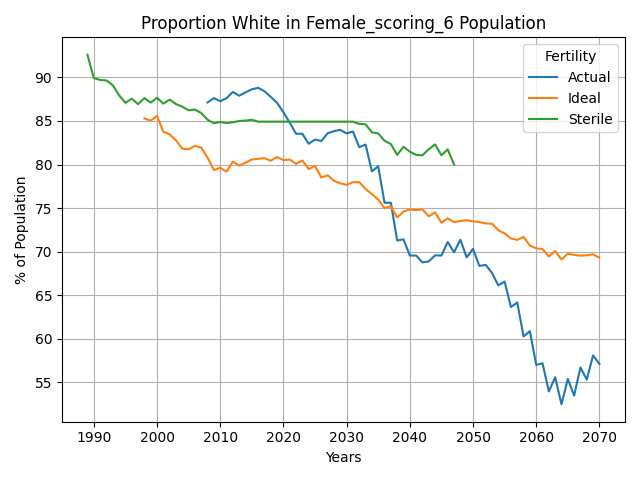 Proportion White in Female_scoring_6 Population
Fertility
Actual
Ideal
Sterile
% of Population
90
85
80
75
70
65
60
55
1990 2000 2010 2020 2030 2040 2050 2060 2070
Years